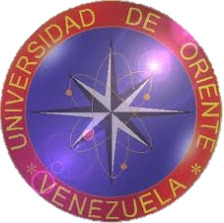 UNIVERSIDAD DE ORIENTE
* VENEZUELA *